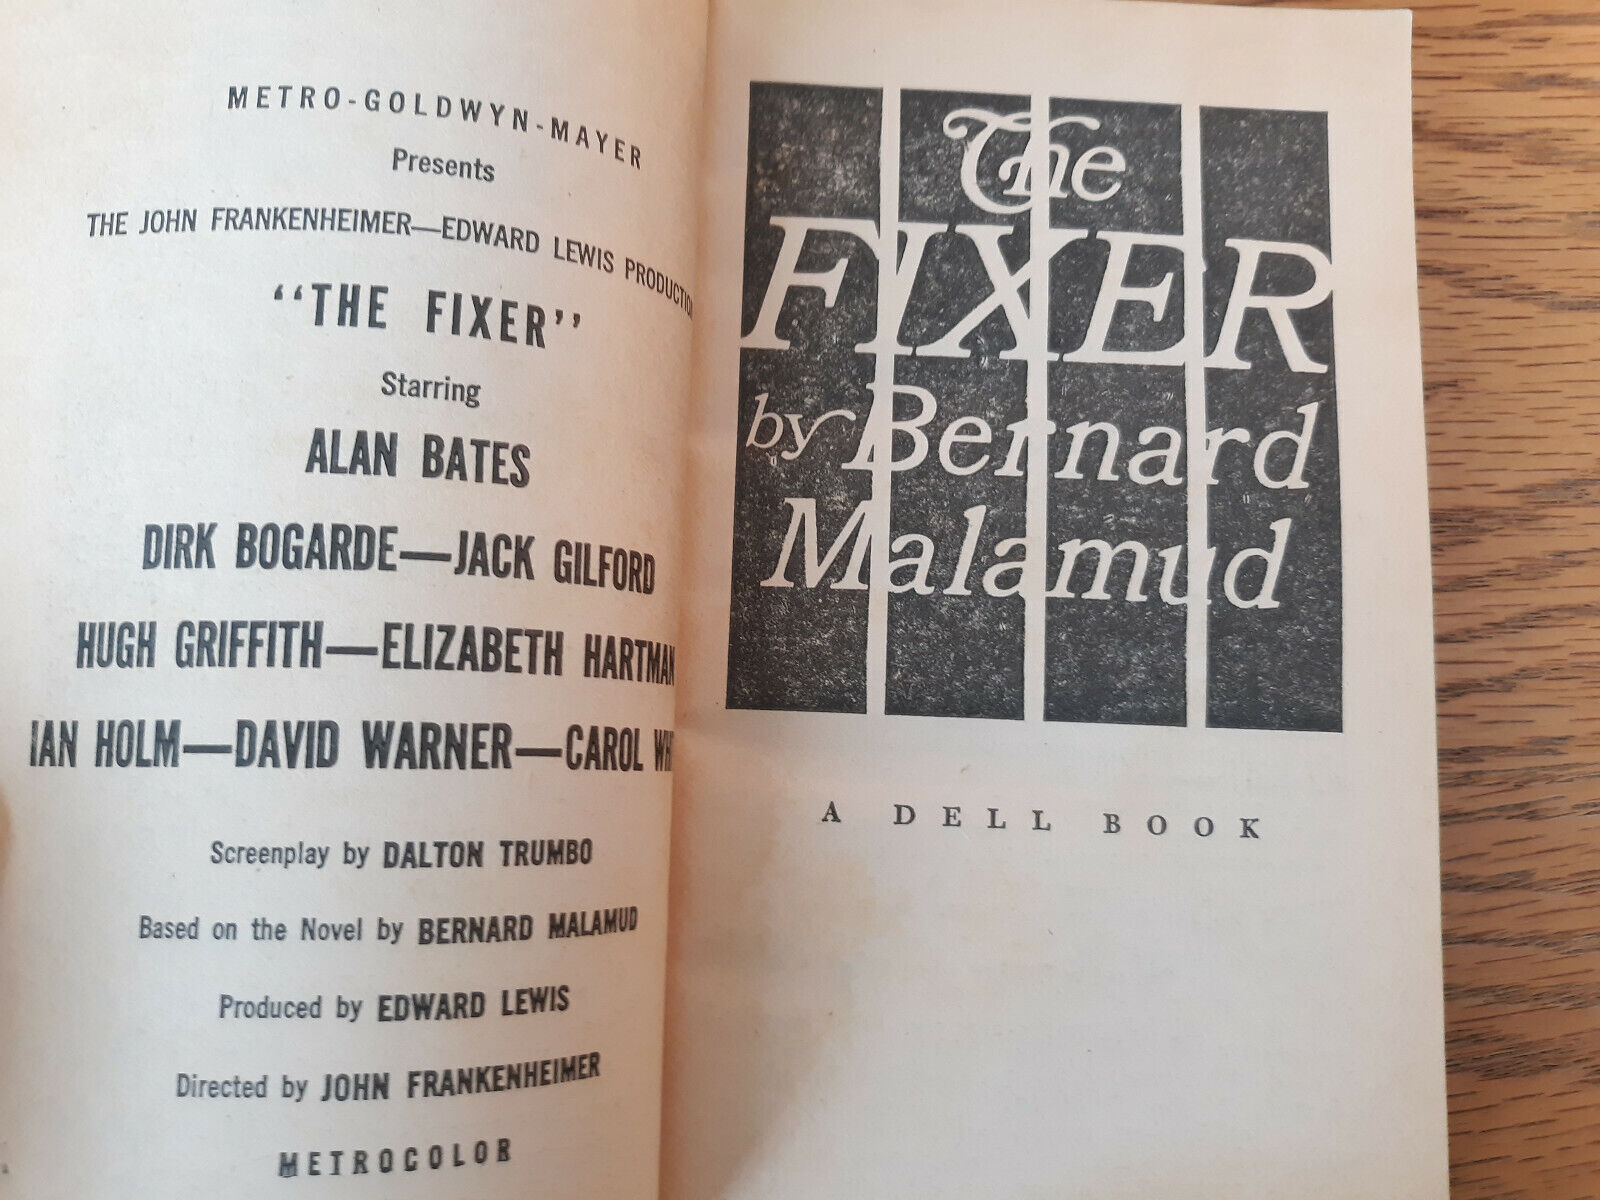 METRO-GOLDWYN-MAYER
Presents
THE JOHN FRANKENHEIMER—EDWARD LEWIS PRODUCTION
"THE FIXER"
Starring
ALAN BATES
DIRK BOGARDE—JACK GILFORD
HUGH GRIFFITH—ELIZABETH HARTMAN
IAN HOLM—DAVID WARNER—CAROL
Screenplay by DALTON TRUMBO
Based on the Novel by BERNARD MALAMUD
Produced by EDWARD LEWIS
Directed by JOHN FRANKENHEIMER
METROCOLOR
The
FIXER
by Bernard
Malamud
A DELL BOOK